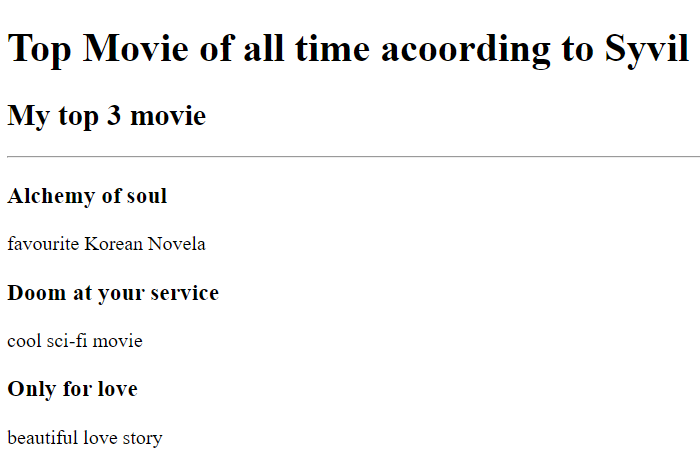 Top Movie of all time acoording to Syvil
My top 3 movie
Alchemy of soul
favourite Korean Novela
Doom at your service
cool sci-fi movie
Only for love
beautiful love story